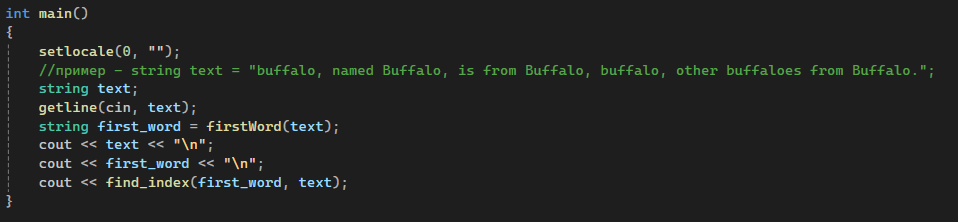 int main()
{
setlocale(0, "");
//пример - string text = "buffalo, named Buffalo, is from Buffalo, buffalo, other buffaloes from Buffalo.";
string text;
getline(cin, text);
string first_word = firstWord(text);
cout << text << "\n";
cout << first_word << "\n";
cout << find_index(first_word, text);
}